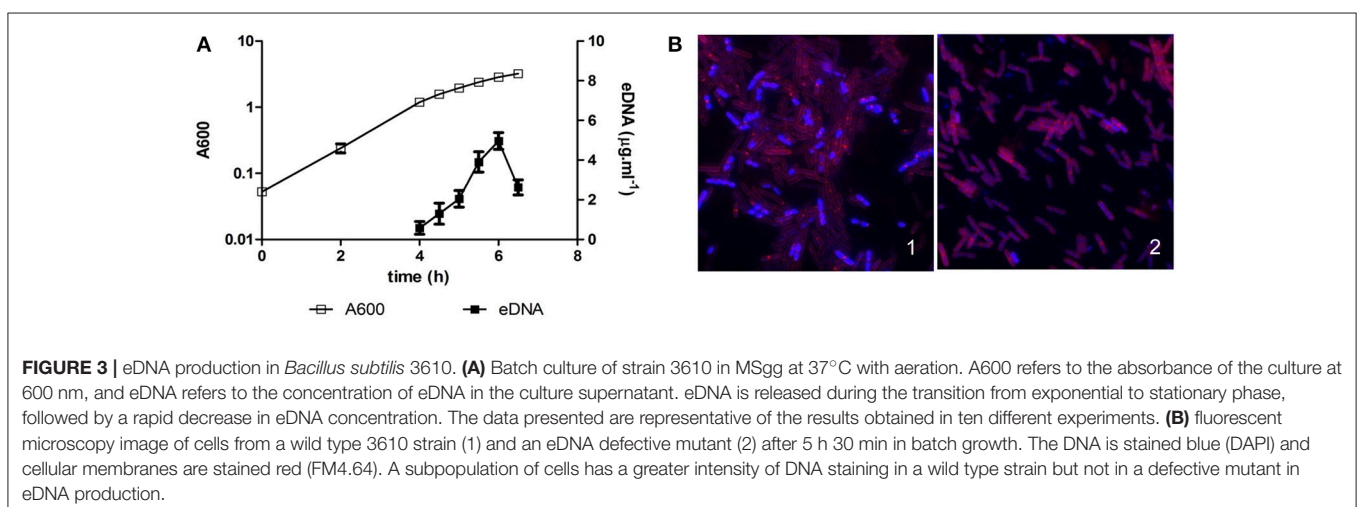 A
B
10
1
0.1
0.01
A600
10
8
6
4
2
0
eDNA (µg.ml⁻¹)
0 2 4 6 8
time (h)
A600 eDNA
1
2
FIGURE 3 | eDNA production in Bacillus subtilis 3610. (A) Batch culture of strain 3610 in MSgg at 37°C with aeration. A600 refers to the absorbance of the culture at
600 nm, and eDNA refers to the concentration of eDNA in the culture supernatant. eDNA is released during the transition from exponential to stationary phase,
followed by a rapid decrease in eDNA concentration. The data presented are representative of the results obtained in ten different experiments. (B) fluorescent
microscopy image of cells from a wild type 3610 strain (1) and an eDNA defective mutant (2) after 5 h 30 min in batch growth. The DNA is stained blue (DAPI) and
cellular membranes are stained red (FM4.64). A subpopulation of cells has a greater intensity of DNA staining in a wild type strain but not in a defective mutant in
eDNA production.